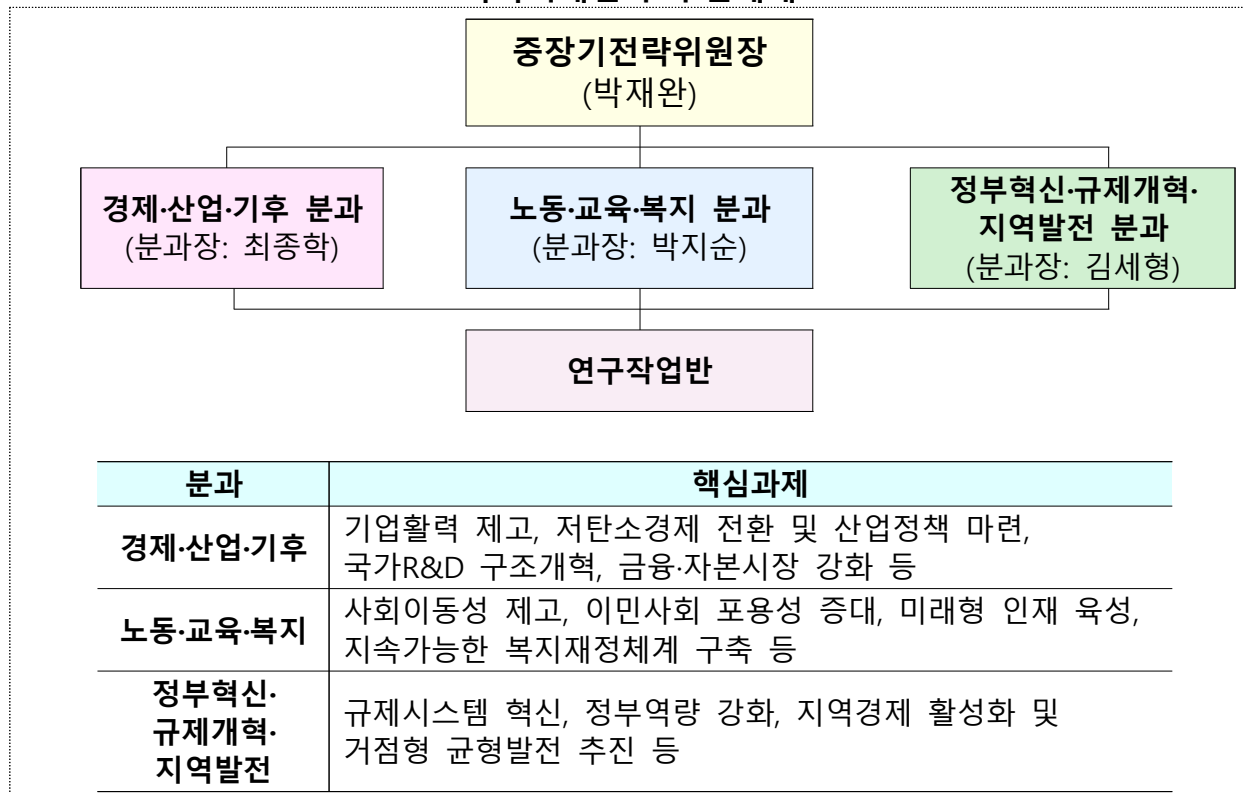 중장기전략위원장
(박재완)
경제·산업·기후 분과
(분과장: 최종학)
노동·교육·복지 분과
(분과장: 박지순)
정부혁신·규제개혁·
지역발전 분과
(분과장: 김세형)
연구작업반
분과 핵심과제
경제·산업·기후
기업활력 제고, 저탄소경제 전환 및 산업정책 마련,
국가R&D 구조개혁, 금융·자본시장 강화 등
노동·교육·복지
사회이동성 제고, 이민사회 포용성 증대, 미래형 인재 육성,
지속가능한 복지재정체계 구축 등
정부혁신·
규제개혁·
지역발전
규제시스템 혁신, 정부역량 강화, 지역경제 활성화 및
거점형 균형발전 추진 등